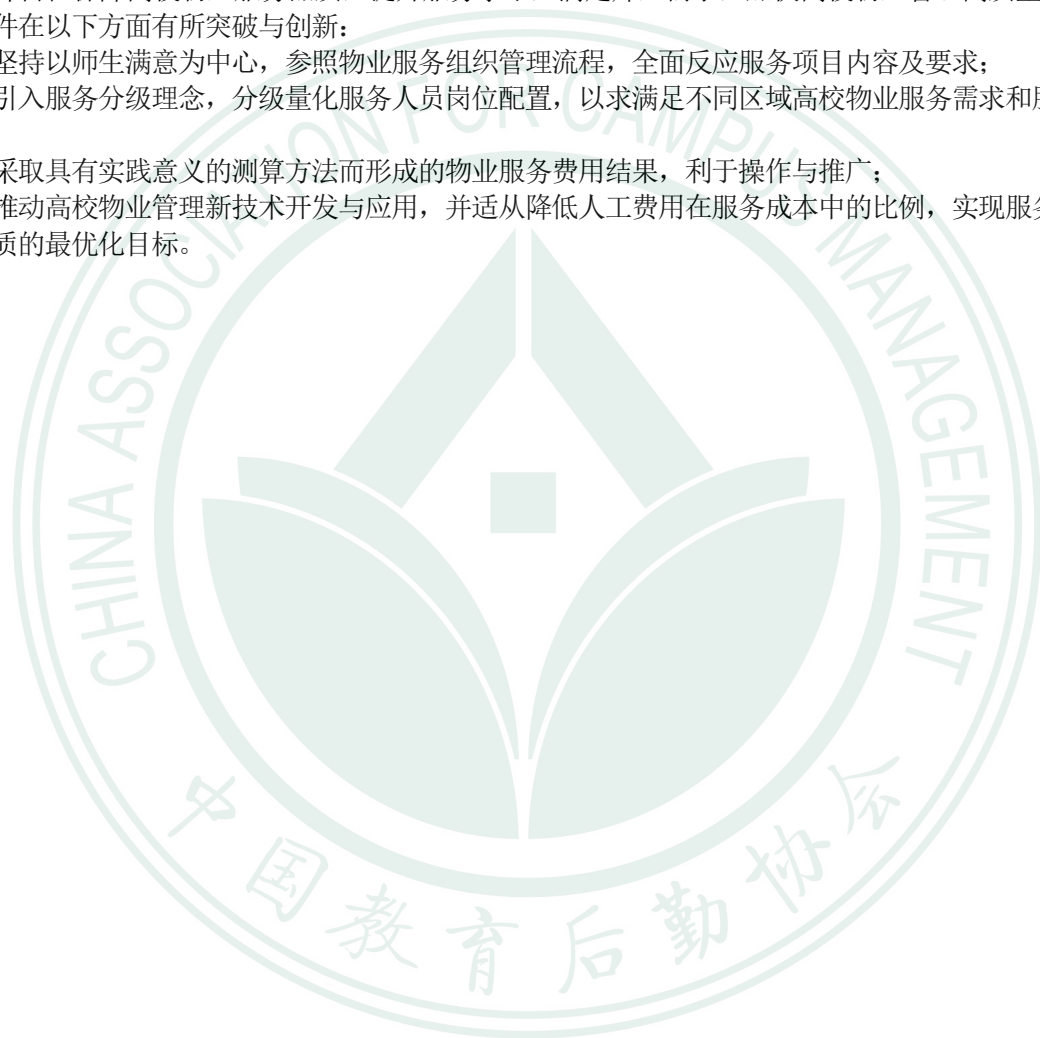 件在以下方面有所突破与创新：
坚持以师生满意为中心，参照物业服务组织管理流程，全面反应服务项目内容及要求；
引入服务分级理念，分级量化服务人员岗位配置，以求满足不同区域高校物业服务需求和
采取具有实践意义的测算方法而形成的物业服务费用结果，利于操作与推广；
推动高校物业管理新技术开发与应用，并适从降低人工费用在服务成本中的比例，实现服务
质的最优化目标。
CHINA ASSOCIATION FOR CAMPUS MANAGEMENT
中国教育后勤协会